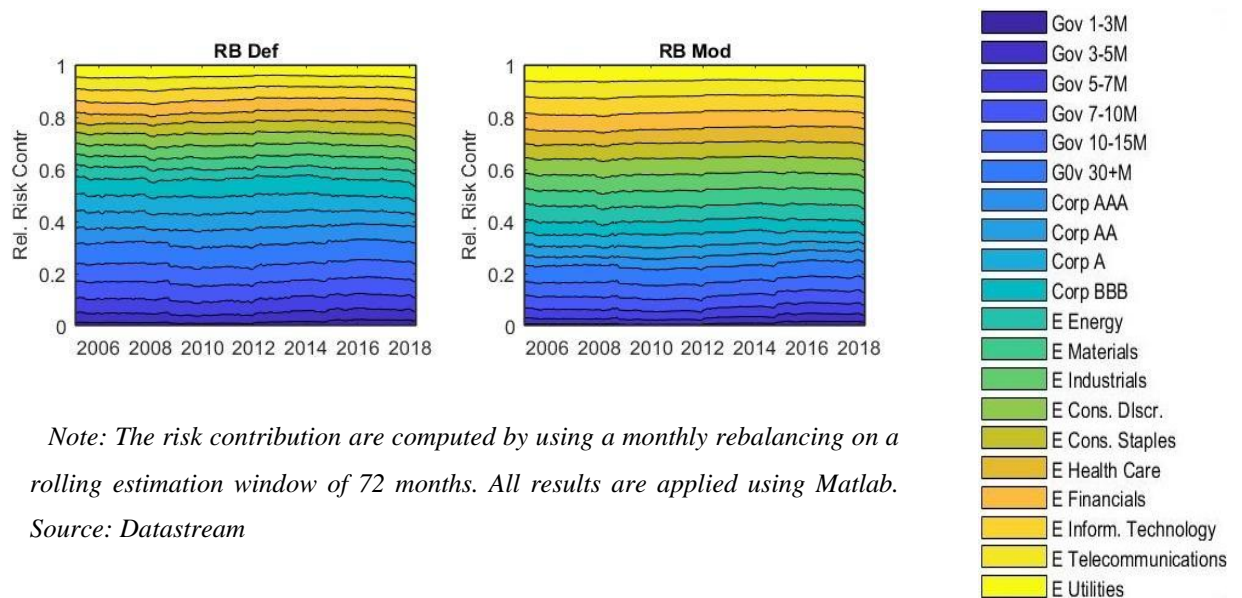 RB Def
Rel. Risk Contr
1
0.8
0.6
0.4
0.2
0
2006 2008 2010 2012 2014 2016 2018
RB Mod
Rel. Risk Contr
1
0.8
0.6
0.4
0.2
0
2006 2008 2010 2012 2014 2016 2018
Gov 1-3M
Gov 3-5M
Gov 5-7M
Gov 7-10M
Gov 10-15M
G0v 30+M
Corp AAA
Corp AA
Corp A
Corp BBB
E Energy
E Materials
E Industrials
E Cons. DIscr.
E Cons. Staples
E Health Care
E Financials
E Inform. Technology
E Telecommunications
E Utilities
Note: The risk contribution are computed by using a monthly rebalancing on a
rolling estimation window of 72 months. All results are applied using Matlab.
Source: Datastream